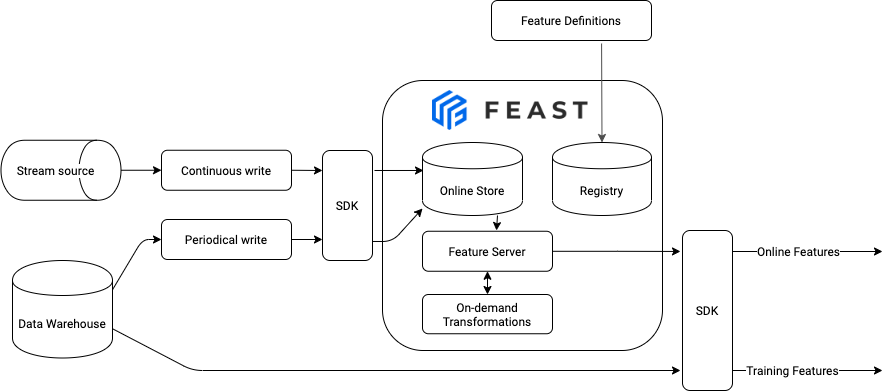 Feature Definitions
FEAST
Stream source
Continuous write
SDK
Online Store
Registry
Periodical write
Feature Server
SDK
Online Features
Data Warehouse
On-demand
Transformations
Training Features